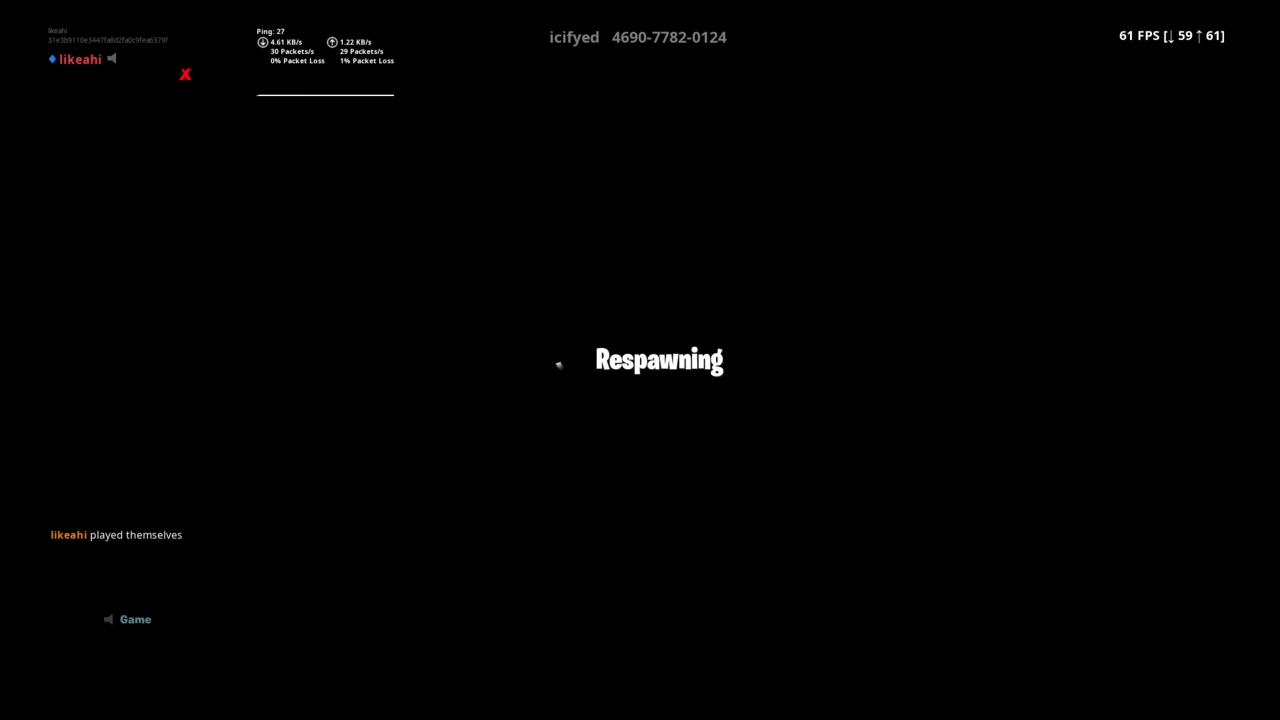 likeahi
likeahi
X
Ping: 27
4.61 KB/s 1.22 KB/s
30 Packets/s 29 Packets/s
0% Packet Loss 1% Packet Loss
icifyed 4690-7782-0124
61 FPS [↓ 59 ↑ 61]
Respawning
likeahi played themselves
Game